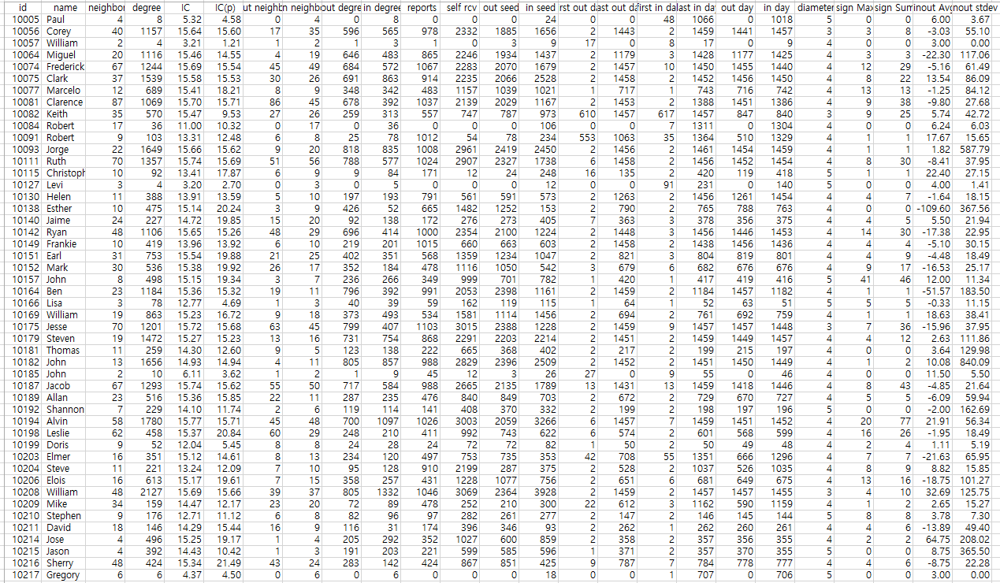 id name neighbor degree IC IC(p) ut neighb n neighb out degre in degree reports self rcv out seed in seed rst out da ast out da first in da ast in da out day in day diameter sign Max sign Sum inout Avg nout stdev
10005 Paul 4 8 5.32 4.58 0 4 0 8 0 0 0 24 0 0 48 1066 0 1018 5 0 0 6.00 3.67
10056 Corey 40 1157 15.64 15.60 17 35 596 565 978 2332 1885 1656 2 1443 2 1459 1441 1457 3 3 8 -3.03 55.10
10057 William 2 4 3.21 1.21 1 2 1 3 1 0 3 9 17 0 8 17 0 9 4 0 0 3.00 0.00
10064 Miguel 20 1116 15.46 14.55 4 19 646 483 865 2246 1934 1437 2 1179 3 1428 1177 1425 4 3 3 -22.30 117.06
10074 Frederick 67 1244 15.69 15.54 45 49 684 572 1067 2283 2070 1679 2 1457 10 1450 1455 1440 4 12 29 -5.16 61.49
10075 Clark 37 1539 15.58 15.53 30 26 691 863 914 2235 2066 2528 2 1458 2 1452 1456 1450 4 8 22 13.54 86.09
10077 Marcelo 12 689 15.41 18.21 8 9 348 342 483 1157 1039 1021 1 717 1 743 716 742 4 13 13 -1.25 84.12
10081 Clarence 87 1069 15.70 15.71 86 45 678 392 1037 2139 2029 1167 2 1453 2 1388 1451 1386 4 9 38 -9.80 27.68
10082 Keith 35 570 15.47 9.53 27 26 259 313 557 747 787 973 610 1457 617 1457 847 840 3 9 25 5.74 42.72
10084 Robert 17 36 11.00 10.32 0 17 0 36 0 0 0 106 0 0 7 1311 0 1304 4 0 0 6.24 6.03
10091 Robert 9 103 13.31 12.48 6 8 25 78 1012 54 78 234 553 1063 35 1364 510 1329 4 1 1 17.67 15.65
10093 Jorge 22 1649 15.66 15.62 9 20 818 835 1008 2961 2419 2450 2 1456 2 1461 1454 1459 4 1 1 1.82 587.79
10111 Ruth 70 1357 15.74 15.69 51 56 788 577 1024 2907 2327 1738 6 1458 2 1456 1452 1454 4 8 30 -8.41 37.95
10115 Christoph 10 92 13.41 17.87 6 9 9 84 171 12 24 248 16 135 2 420 119 418 5 1 1 22.40 27.15
10127 Levi 3 4 3.20 2.70 0 3 0 5 0 0 0 12 0 0 91 231 0 140 5 0 0 4.00 1.41
10130 Helen 11 388 13.91 13.59 5 10 197 193 791 561 591 573 2 1263 2 1456 1261 1454 4 4 7 -1.64 18.15
10138 Esther 10 475 15.14 20.24 3 9 426 52 665 1482 1252 153 2 790 2 765 788 763 4 0 0 -109.60 367.56
10140 Jaime 24 227 14.72 19.85 15 20 92 138 172 276 273 405 7 363 3 378 356 375 4 4 5 5.50 21.94
10142 Ryan 48 1106 15.65 15.26 48 29 696 414 1000 2354 2100 1224 2 1448 3 1456 1446 1453 4 14 30 -17.38 22.95
10149 Frankie 10 419 13.96 13.92 6 10 219 201 1015 660 663 603 2 1458 2 1438 1456 1436 4 4 4 -5.10 30.15
10151 Earl 31 753 15.54 19.88 21 25 402 351 568 1359 1234 1047 2 821 3 804 819 801 4 4 9 -4.48 18.49
10152 Mark 30 536 15.38 19.92 26 17 352 184 478 1116 1050 542 3 679 6 682 676 676 4 9 17 -16.53 25.17
10157 John 8 498 15.15 19.34 3 7 236 266 349 999 701 782 1 420 1 417 419 416 5 41 46 12.00 11.34
10164 Ben 23 1184 15.36 15.32 19 11 796 392 991 2053 2398 1161 2 1459 2 1184 1457 1182 4 1 1 -51.57 183.50
10166 Lisa 3 78 12.77 4.69 1 3 40 39 59 162 119 115 1 64 1 52 63 51 5 5 5 -0.33 11.15
10169 William 19 863 15.23 16.72 9 18 373 493 534 1581 1114 1456 2 694 2 761 692 759 4 1 1 18.63 38.41
10175 Jesse 70 1201 15.72 15.68 63 45 799 407 1103 3015 2388 1228 2 1459 9 1457 1457 1448 3 7 36 -15.96 37.95
10179 Steven 19 1472 15.27 15.23 13 16 731 754 868 2291 2203 2214 2 1451 2 1459 1449 1457 4 4 12 2.63 111.86
10181 Thomas 11 259 14.30 12.60 9 5 123 138 222 665 368 402 2 217 2 199 215 197 4 0 0 3.64 129.98
10182 John 13 1656 14.93 14.94 4 11 805 857 988 2829 2396 2509 2 1452 2 1451 1450 1449 4 1 2 10.08 840.09
10185 John 2 10 6.11 3.62 1 2 1 9 45 12 3 26 27 0 9 55 0 46 4 0 0 11.50 5.50
10187 Jacob 67 1293 15.74 15.62 55 50 717 584 988 2665 2135 1789 13 1431 13 1459 1418 1446 4 8 43 -4.85 21.64
10189 Allan 23 516 15.36 15.85 22 11 287 235 476 840 849 703 2 672 2 729 670 727 4 5 5 -6.09 59.94
10192 Shannon 7 229 14.10 11.74 2 6 119 114 141 408 370 332 2 199 2 198 197 196 5 0 0 -2.00 162.69
10194 Alvin 58 1780 15.77 15.71 45 48 700 1097 1026 3003 2059 3266 6 1457 7 1459 1451 1452 4 20 77 21.91 56.34
10198 Leslie 62 458 15.37 20.84 60 29 248 210 411 992 743 622 6 574 2 601 568 599 4 16 26 -1.95 18.49
10199 Doris 9 52 12.04 5.45 8 8 24 28 24 72 72 82 1 50 2 50 49 48 4 2 4 1.11 5.19
10203 Elmer 16 351 15.12 14.61 8 13 234 120 497 753 735 353 42 708 55 1351 666 1296 4 7 7 -21.63 65.95
10204 Steve 11 221 13.24 12.09 7 10 95 128 910 2199 287 375 2 528 2 1037 526 1035 4 8 9 8.82 15.85
10206 Elois 16 613 15.17 19.61 7 15 358 257 431 1228 1077 756 2 651 6 681 649 675 4 13 16 -18.75 101.27
10208 William 48 2127 15.69 15.66 39 37 805 1332 1046 3069 2364 3928 2 1459 2 1457 1457 1455 3 4 10 32.69 125.75
10209 Mike 34 159 14.47 12.17 23 20 72 89 478 252 210 300 22 612 3 1162 590 1159 4 1 2 2.65 15.27
10210 Stephen 9 176 12.71 11.12 6 8 82 96 97 282 261 277 2 147 2 146 145 144 5 8 8 3.78 7.30
10211 David 18 146 14.29 15.44 16 9 116 31 174 396 346 93 2 262 1 262 260 261 4 4 6 -13.89 49.40
10214 Jose 4 496 15.25 19.17 1 4 205 292 352 1027 600 859 2 358 2 357 356 355 4 2 2 64.75 208.02
10215 Jason 4 392 14.43 10.42 1 3 191 203 221 599 585 596 1 371 2 357 370 355 5 0 0 8.75 365.50
10216 Sherry 48 424 15.34 21.49 43 24 283 142 424 867 851 425 9 787 7 784 778 777 4 4 6 -8.75 22.28
10217 Gregory 6 6 4.37 4.50 0 6 0 6 0 0 0 18 0 0 1 707 0 706 5 0 0 3.00 0.00